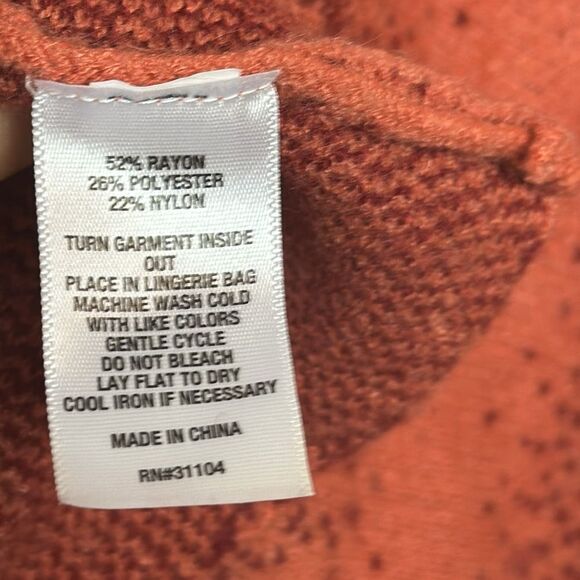 52% RAYON
26% POLYESTER
22% NYLON
TURN GARMENT INSIDE
OUT
PLACE IN LINGERIE BAG
MACHINE WASH COLD
WITH LIKE COLORS
GENTLE CYCLE
DO NOT BLEACH
LAY FLAT TO DRY
COOL IRON IF NECESSARY
MADE IN CHINA
RN#31104